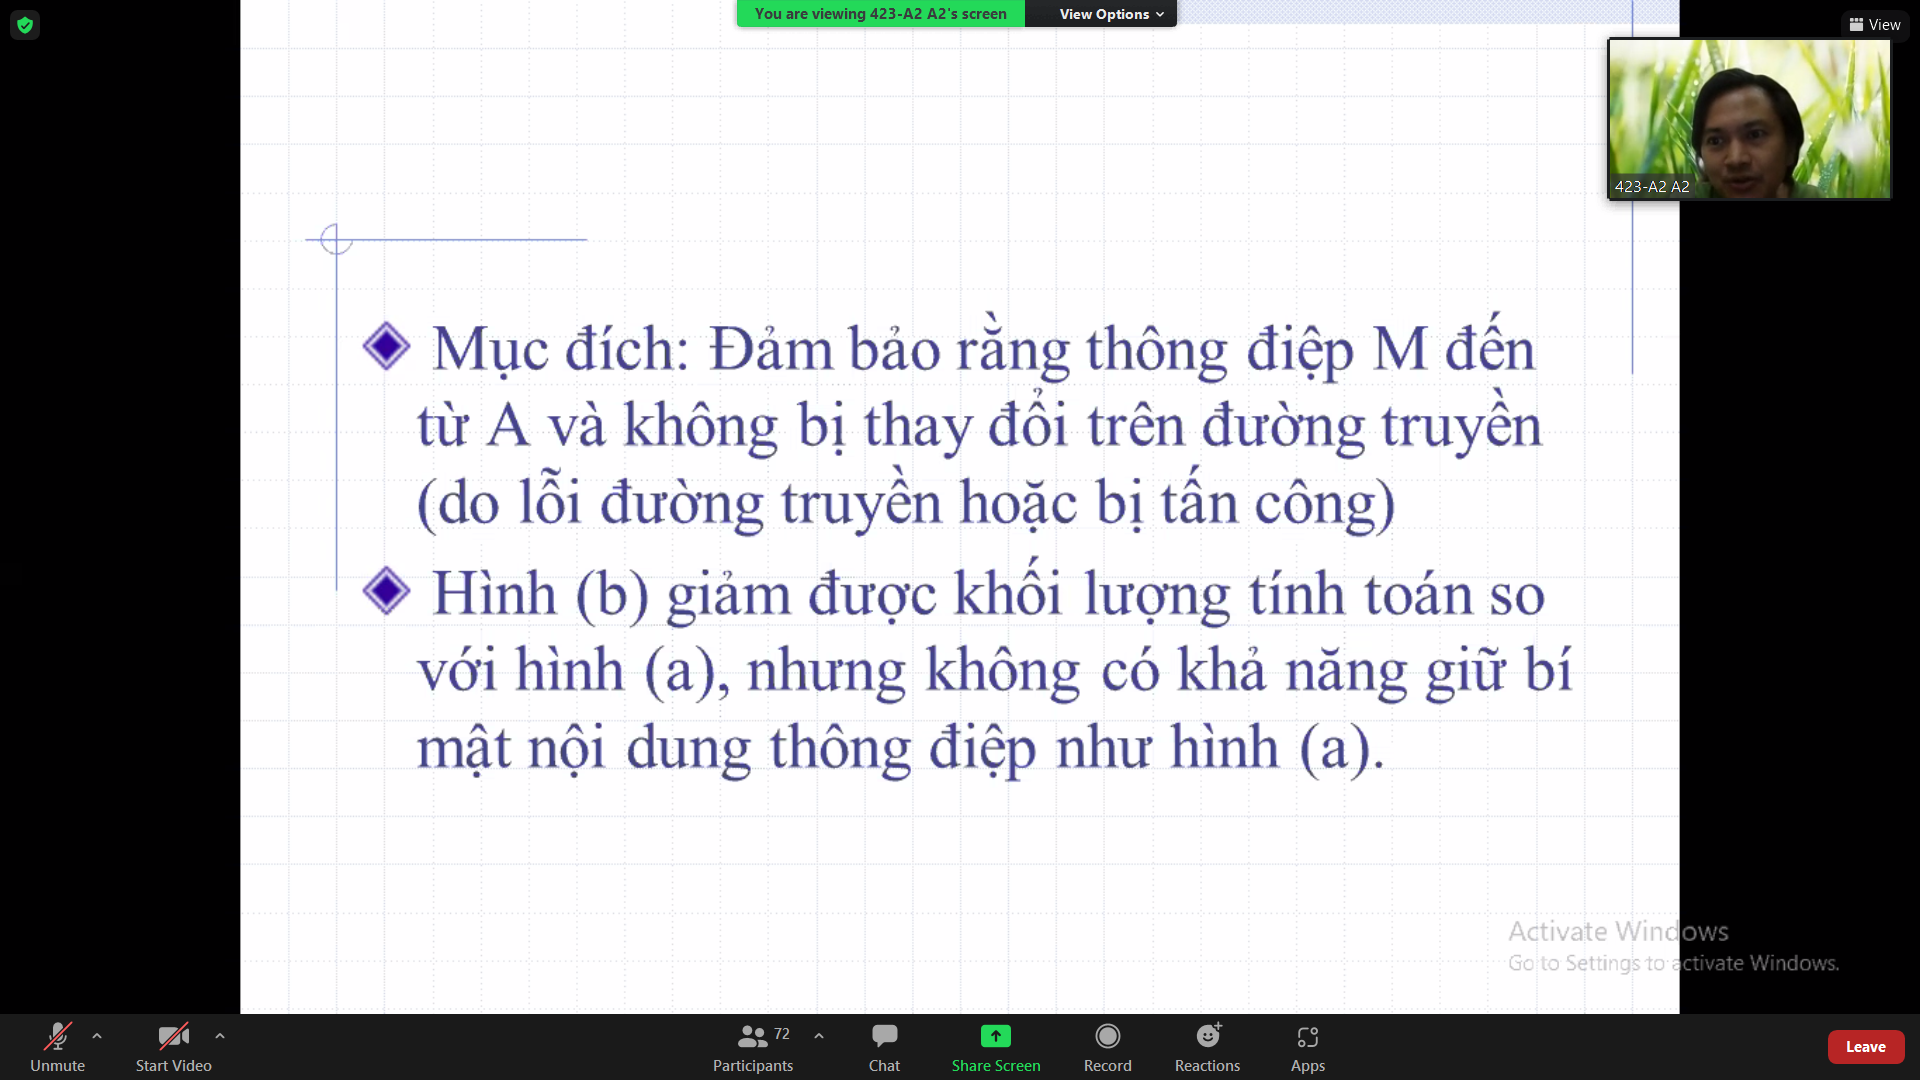 You are viewing 423-A2 A2's screen
View Options
View
423-A2 A2
Mục đích: Đảm bảo rằng thông điệp M đến
từ A và không bị thay đổi trên đường truyền
(do lỗi đường truyền hoặc bị tấn công)
Hình (b) giảm được khối lượng tính toán so
với hình (a), nhưng không có khả năng giữ bí
mật nội dung thông điệp như hình (a).
Activate Windows
Go to Settings to activate Windows.
Unmute
Start Video
Participants
72
Chat
Share Screen
Record
Reactions
Apps
Leave